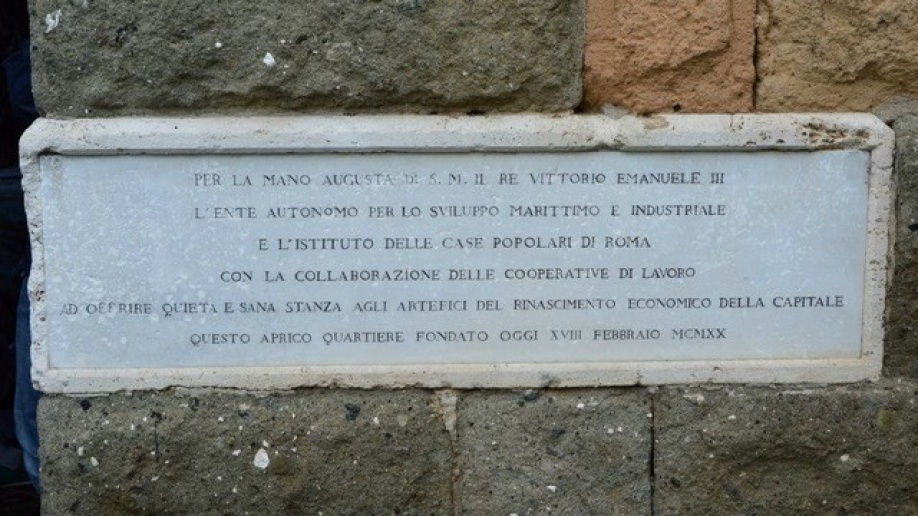 PER LA MANO AUGUSTA DI S. M. IL RE VITTORIO EMANUELE III
L'ENTE AUTONOMO PER LO SVILUPPO MARITTIMO E INDUSTRIALE
E L'ISTITUTO DELLE CASE POPOLARI DI ROMA
CON LA COLLABORAZIONE DELLE COOPERATIVE DI LAVORO
AD OFFRIRE QUIETA E SANA STANZA AGLI ARTEFICI DEL RINASCIMENTO ECONOMICO DELLA CAPITALE
QUESTO APRICO QUARTIERE FONDATO OGGI XVIII FEBBRAIO MCMXX